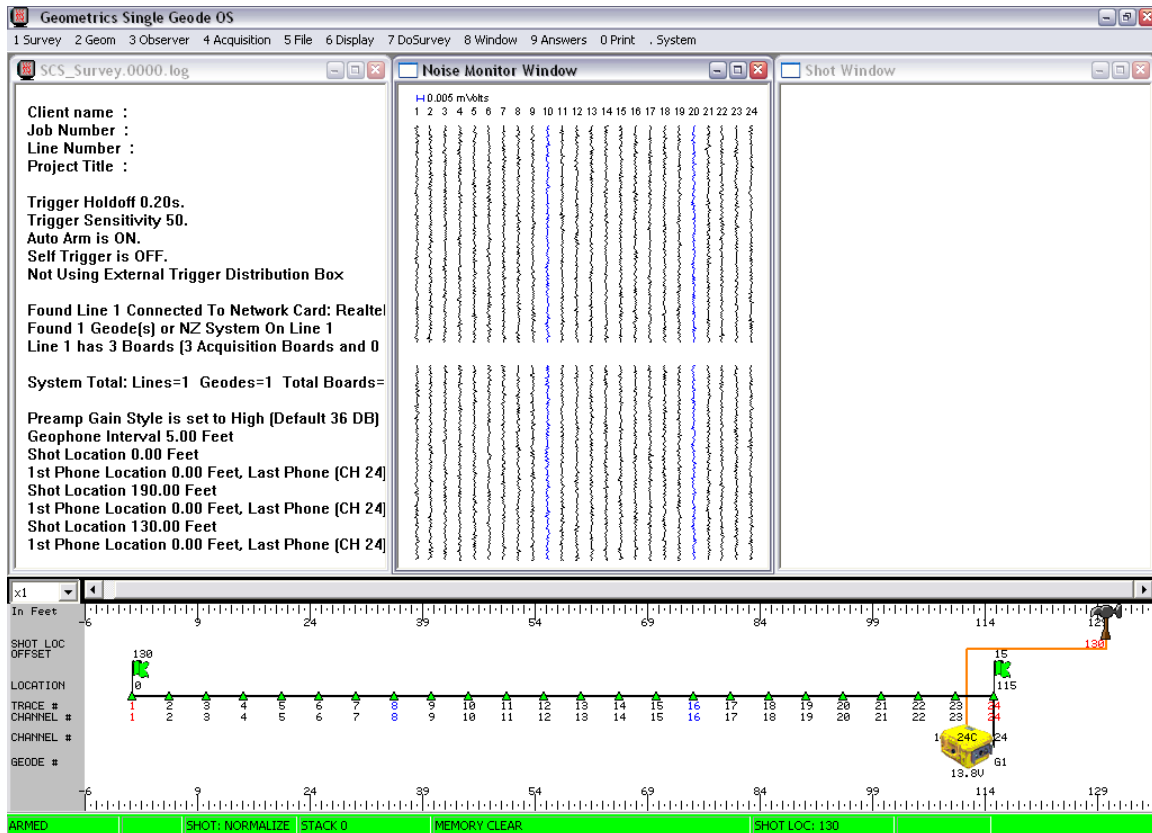 Geometrics Single Geode OS
1 Survey 2 Geom 3 Observer 4 Acquisition 5 File 6 Display 7 DoSurvey 8 Window 9 Answers 0 Print . System
SCS_Survey.0000.log
Client name :
Job Number :
Line Number :
Project Title :
Trigger Holdoff 0.20s.
Trigger Sensitivity 50.
Auto Arm is ON.
Self Trigger is OFF.
Not Using External Trigger Distribution Box
Found Line 1 Connected To Network Card: Realtel
Found 1 Geode(s) or NZ System On Line 1
Line 1 has 3 Boards (3 Acquisition Boards and 0
System Total: Lines=1 Geodes=1 Total Boards=
Preamp Gain Style is set to High (Default 36 DB)
Geophone Interval 5.00 Feet
Shot Location 0.00 Feet
1st Phone Location 0.00 Feet, Last Phone (CH 24)
Shot Location 190.00 Feet
1st Phone Location 0.00 Feet, Last Phone (CH 24)
Shot Location 130.00 Feet
1st Phone Location 0.00 Feet, Last Phone (CH 24)
Noise Monitor Window
0.005 mVolts
1 2 3 4 5 6 7 8 9 10 11 12 13 14 15 16 17 18 19 20 21 22 23 24
Shot Window
x1
In Feet
-6 9 24 39 54 69 84 99 114 129
SHOT LOC 130
OFFSET 130 15
LOCATION 0 115
TRACE # 1 2 3 4 5 6 7 8 9 10 11 12 13 14 15 16 17 18 19 20 21 22 23 24
CHANNEL # 1 2 3 4 5 6 7 8 9 10 11 12 13 14 15 16 17 18 19 20 21 22 23 24
CHANNEL # 1 24C 24
GEODE # G1
13.8V
-6 9 24 39 54 69 84 99 114 129
ARMED SHOT: NORMALIZE STACK 0 MEMORY CLEAR SHOT LOC: 130